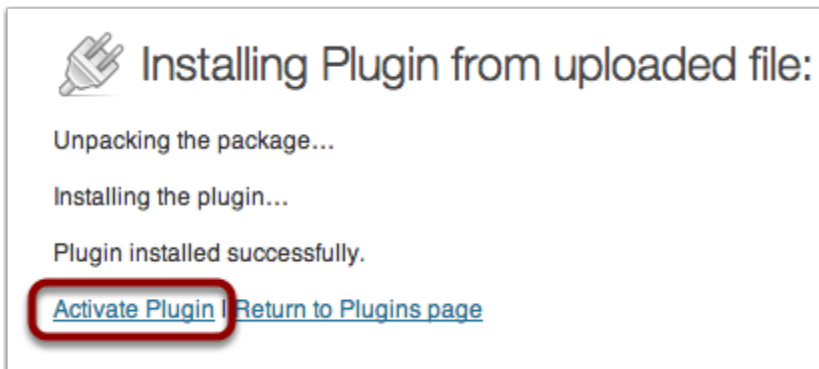 Installing Plugin from uploaded file:
Unpacking the package…
Installing the plugin…
Plugin installed successfully.
Activate Plugin | Return to Plugins page